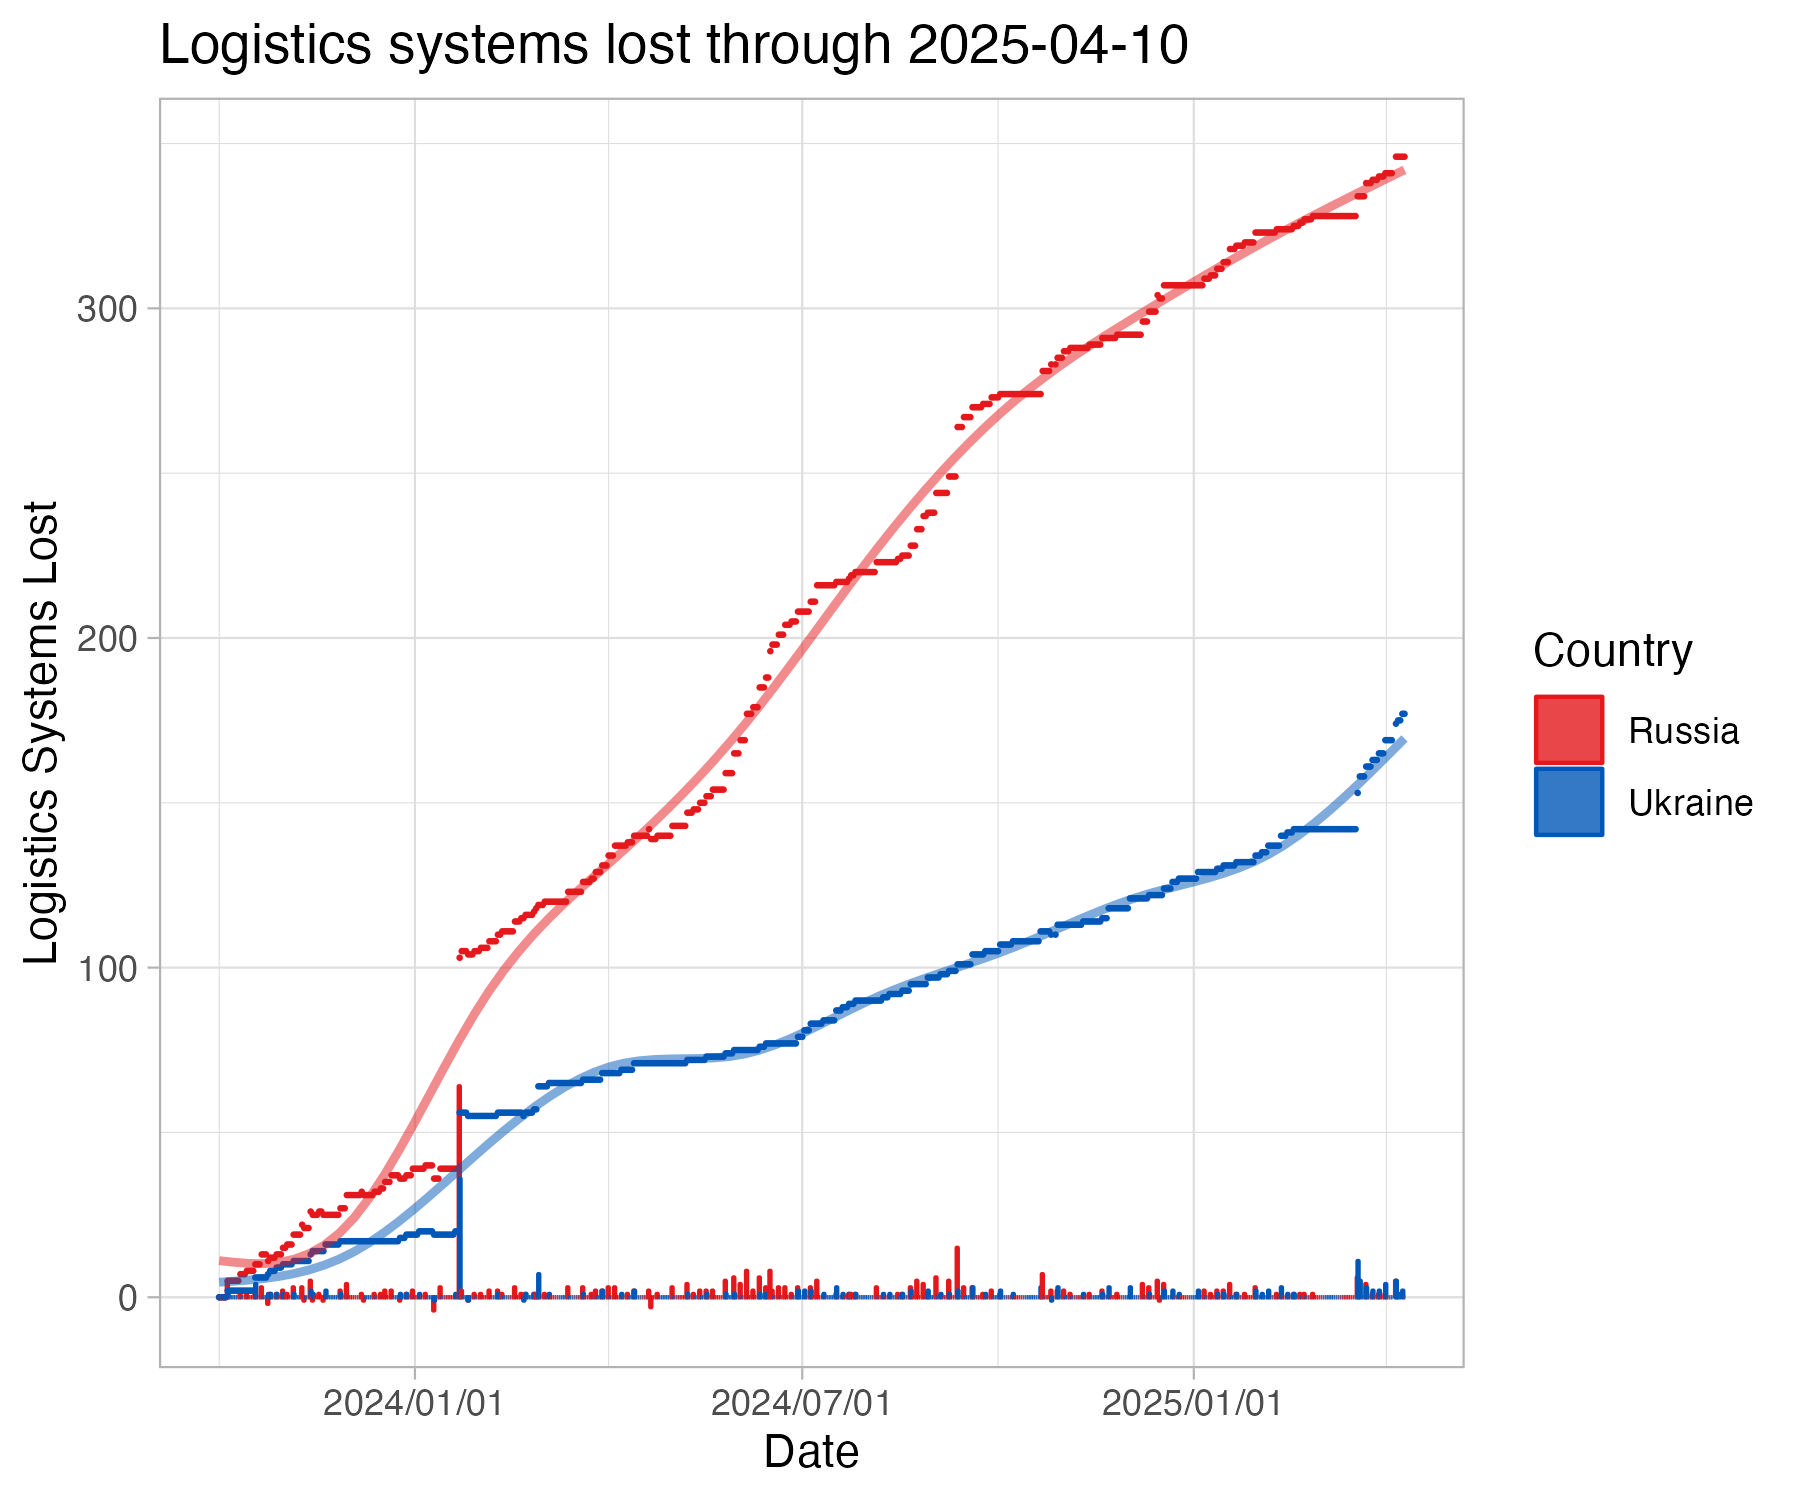 Logistics systems lost through 2025-04-10
Logistics Systems Lost
300
200
100
0
2024/01/01
2024/07/01
2025/01/01
Date
Country
Russia
Ukraine